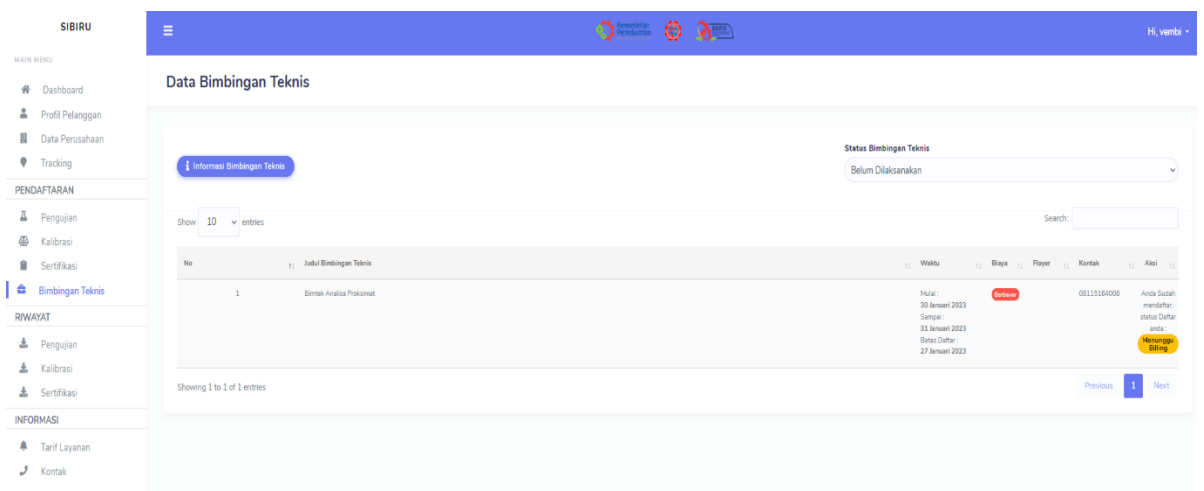 SIBIRU
Kementerian
Perindustrian
BSPJI
Hi, vembi
MAIN MENU
Dashboard
Profil Pelanggan
Data Perusahaan
Tracking
PENDAFTARAN
Pengujian
Kalibrasi
Sertifikasi
Bimbingan Teknis
RIWAYAT
Pengujian
Kalibrasi
Sertifikasi
INFORMASI
Tarif Layanan
Kontak
Data Bimbingan Teknis
Informasi Bimbingan Teknis
Status Bimbingan Teknis
Belum Dilaksanakan
Show 10 entries
Search:
No Judul Bimbingan Teknis Waktu Biaya Flayer Kontak Aksi
1 Bimtek Analisa Proksimat
Mulai :
30 Januari 2023
Sampai :
31 Januari 2023
Batas Daftar :
27 Januari 2023
Berbayar
08115164008
Anda Sudah
mendaftar,
status Daftar
anda :
Menunggu
Billing
Showing 1 to 1 of 1 entries
Previous 1 Next